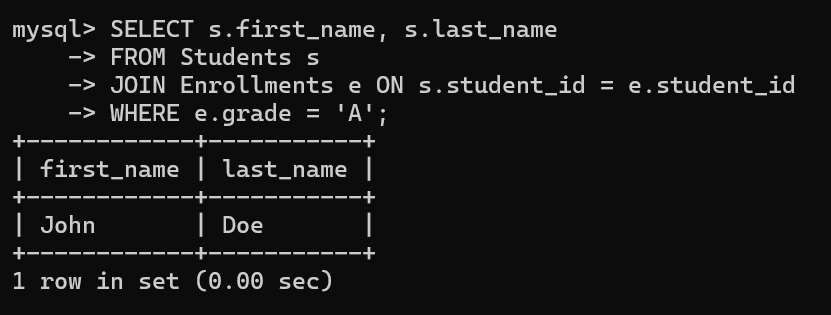 mysql> SELECT s.first_name, s.last_name
    -> FROM Students s
    -> JOIN Enrollments e ON s.student_id = e.student_id
    -> WHERE e.grade = 'A';
+------------+-----------+
| first_name | last_name |
+------------+-----------+
| John       | Doe       |
+------------+-----------+
1 row in set (0.00 sec)